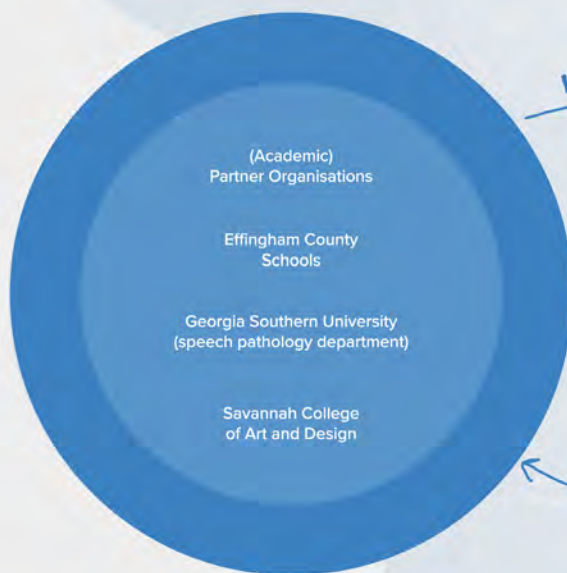 (Academic)
Partner Organisations
Effingham County
Schools
Georgia Southern University
(speech pathology department)
Savannah College
of Art and Design